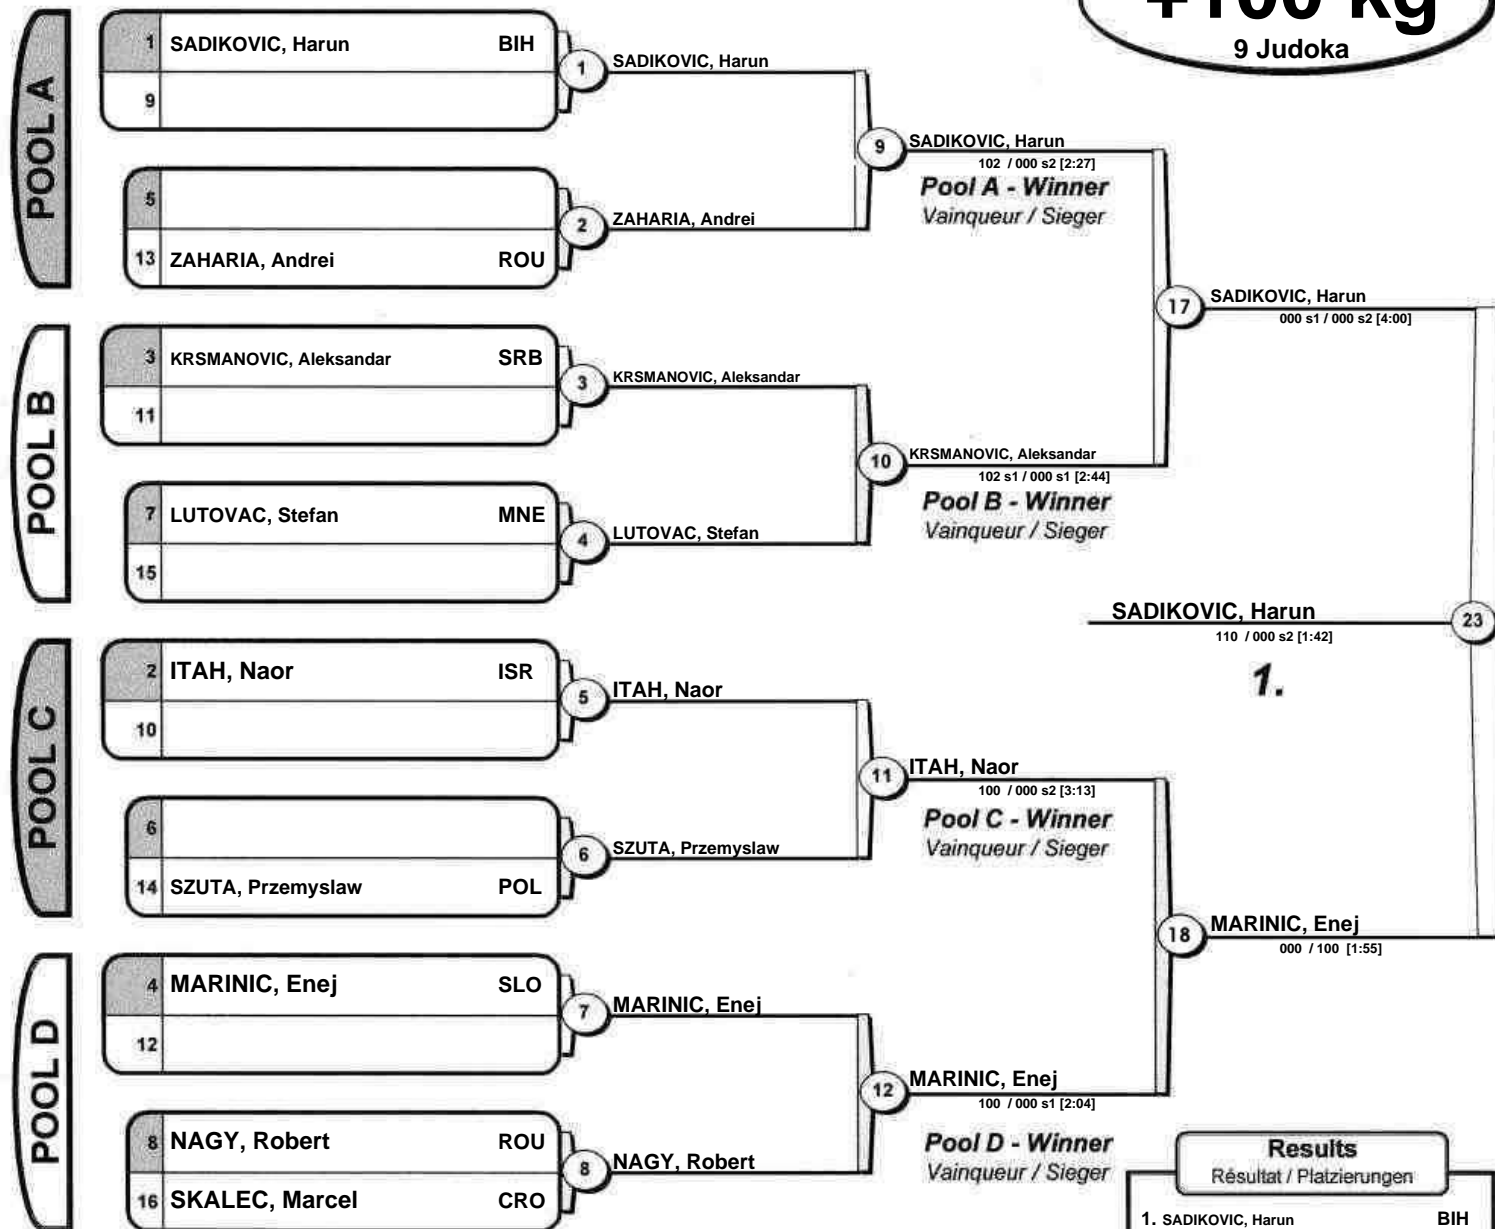 +100 kg
9 Judoka
POOL A
1 SADIKOVIC, Harun BIH
9
5
13 ZAHARIA, Andrei ROU
1 SADIKOVIC, Harun
2 ZAHARIA, Andrei
9 SADIKOVIC, Harun
102 / 000 s2 [2:27]
Pool A - Winner
Vainqueur / Sieger
POOL B
3 KRSMANOVIC, Aleksandar SRB
11
7 LUTOVAC, Stefan MNE
15
3 KRSMANOVIC, Aleksandar
4 LUTOVAC, Stefan
10 KRSMANOVIC, Aleksandar
102 s1 / 000 s1 [2:44]
Pool B - Winner
Vainqueur / Sieger
17 SADIKOVIC, Harun
000 s1 / 000 s2 [4:00]
SADIKOVIC, Harun 23
110 / 000 s2 [1:42]
1.
POOL C
2 ITAH, Naor ISR
10
6
14 SZUTA, Przemyslaw POL
5 ITAH, Naor
6 SZUTA, Przemyslaw
11 ITAH, Naor
100 / 000 s2 [3:13]
Pool C - Winner
Vainqueur / Sieger
POOL D
4 MARINIC, Enej SLO
12
8 NAGY, Robert ROU
16 SKALEC, Marcel CRO
7 MARINIC, Enej
8 NAGY, Robert
12 MARINIC, Enej
100 / 000 s1 [2:04]
Pool D - Winner
Vainqueur / Sieger
18 MARINIC, Enej
000 / 100 [1:55]
Results
Résultat / Platzierungen
1. SADIKOVIC, Harun BIH